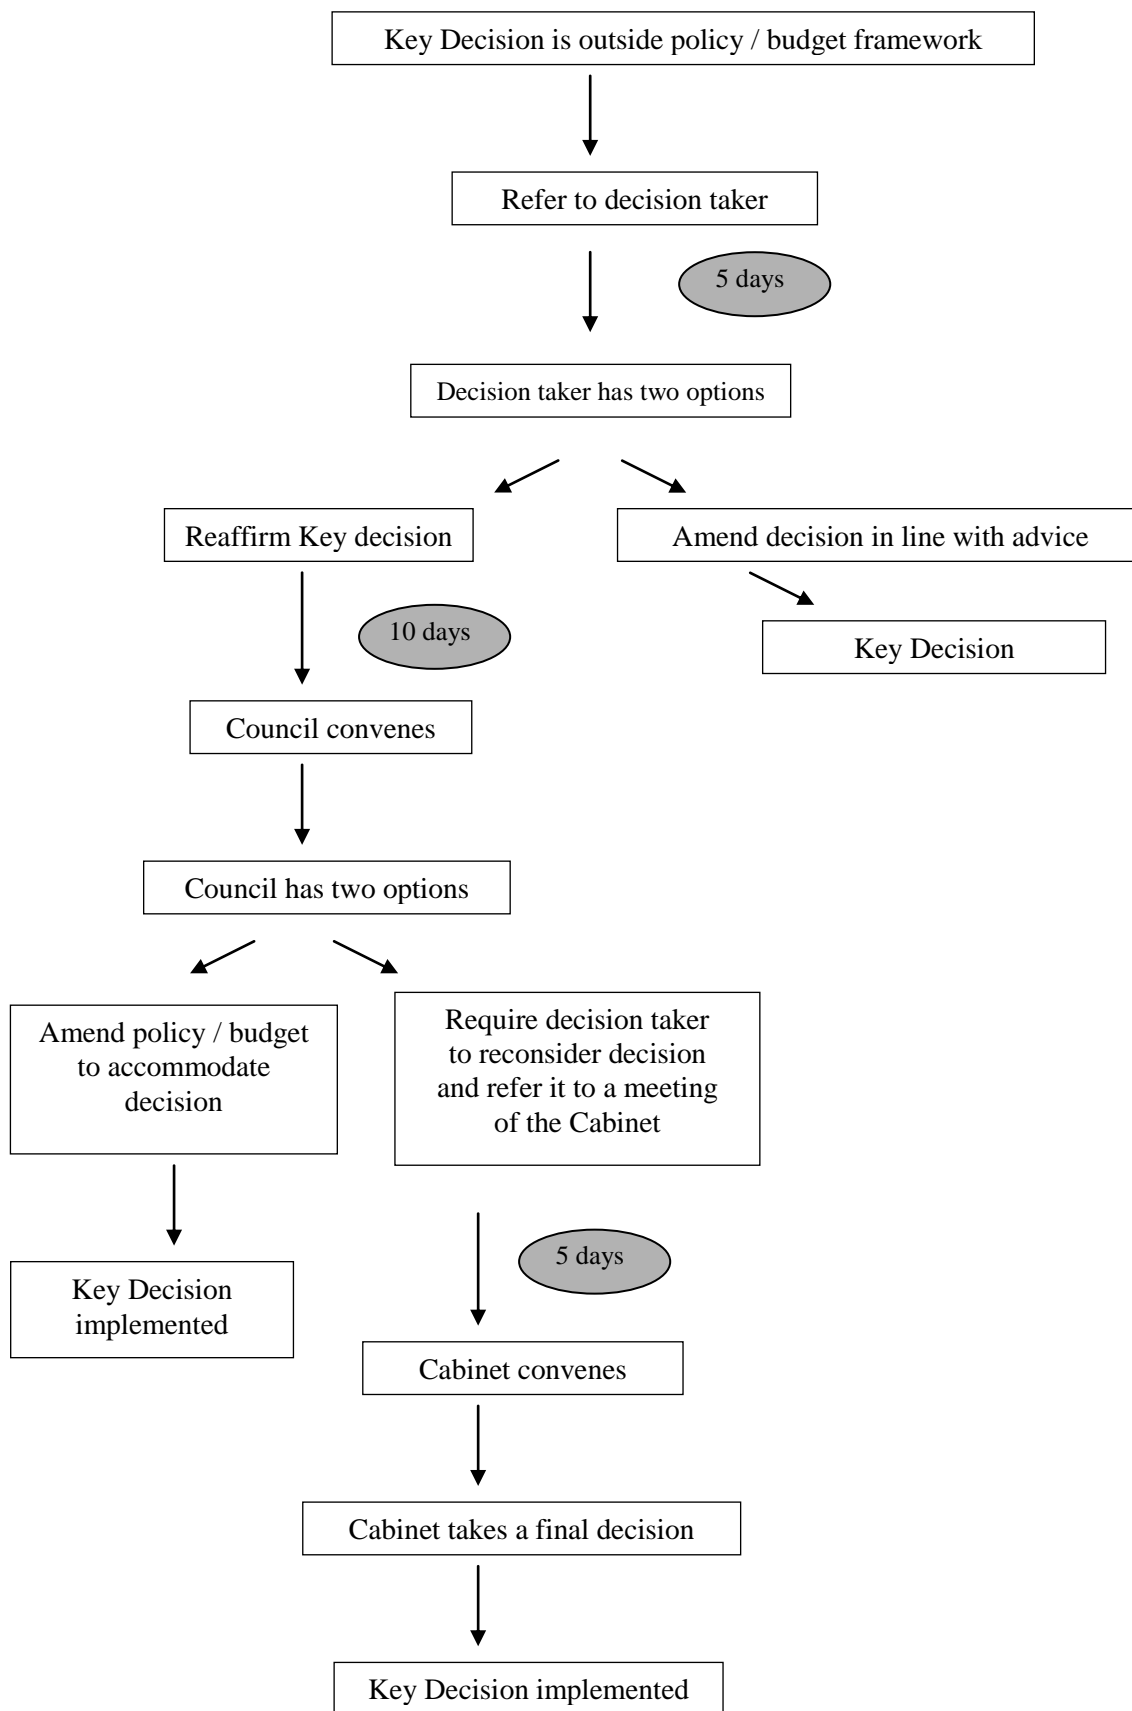 Key Decision is outside policy / budget framework
Refer to decision taker
5 days
Decision taker has two options
Reaffirm Key decision
Amend decision in line with advice
10 days
Key Decision
Council convenes
Council has two options
Amend policy / budget
to accommodate
decision
Require decision taker
to reconsider decision
and refer it to a meeting
of the Cabinet
5 days
Key Decision
implemented
Cabinet convenes
Cabinet takes a final decision
Key Decision implemented